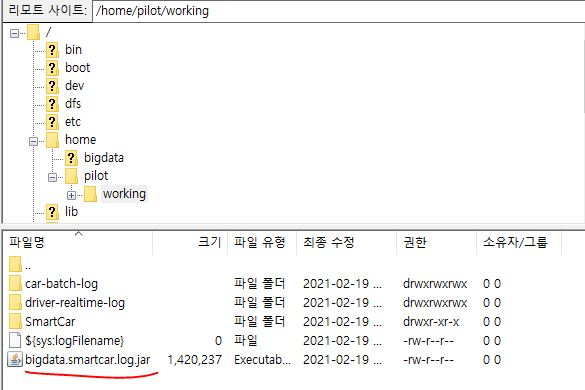 리모트 사이트: /home/pilot/working
/
bin
boot
dev
dfs
etc
home
bigdata
pilot
working
lib
파일명 크기 파일 유형 최종 수정 권한 소유자/그룹
..
car-batch-log 파일 폴더 2021-02-19 ... drwxrwxrwx 0 0
driver-realtime-log 파일 폴더 2021-02-19 ... drwxrwxrwx 0 0
SmartCar 파일 폴더 2021-02-19 ... drwxr-xr-x 0 0
${sys:logFilename} 0 파일 2021-02-19 ... -rw-r--r-- 0 0
bigdata.smartcar.log.jar 1,420,237 Executab... 2021-02-19 ... -rw-r--r-- 0 0